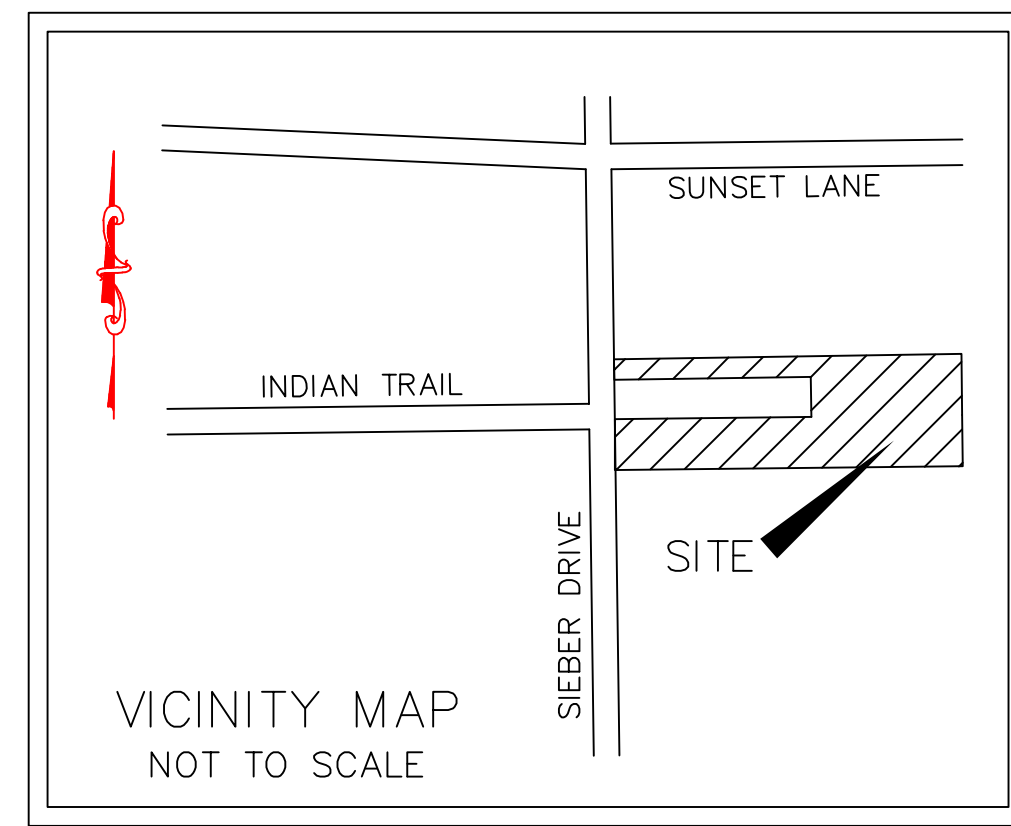 SUNSET LANE
INDIAN TRAIL
SIEBER DRIVE
SITE
VICINITY MAP
NOT TO SCALE